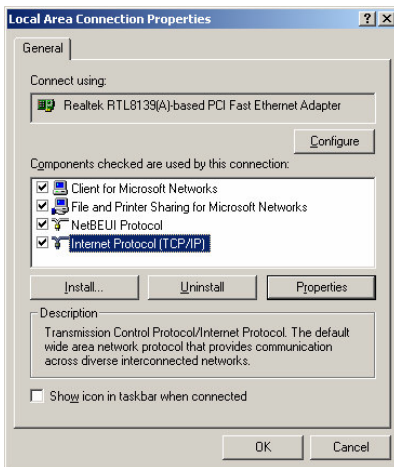 Local Area Connection Properties
General
Connect using:
Realtek RTL8139(A)-based PCI Fast Ethernet Adapter
Configure
Components checked are used by this connection:
Client for Microsoft Networks
File and Printer Sharing for Microsoft Networks
NetBEUI Protocol
Internet Protocol (TCP/IP)
Install... Uninstall Properties
Description
Transmission Control Protocol/Internet Protocol. The default
wide area network protocol that provides communication
across diverse interconnected networks.
Show icon in taskbar when connected
OK Cancel